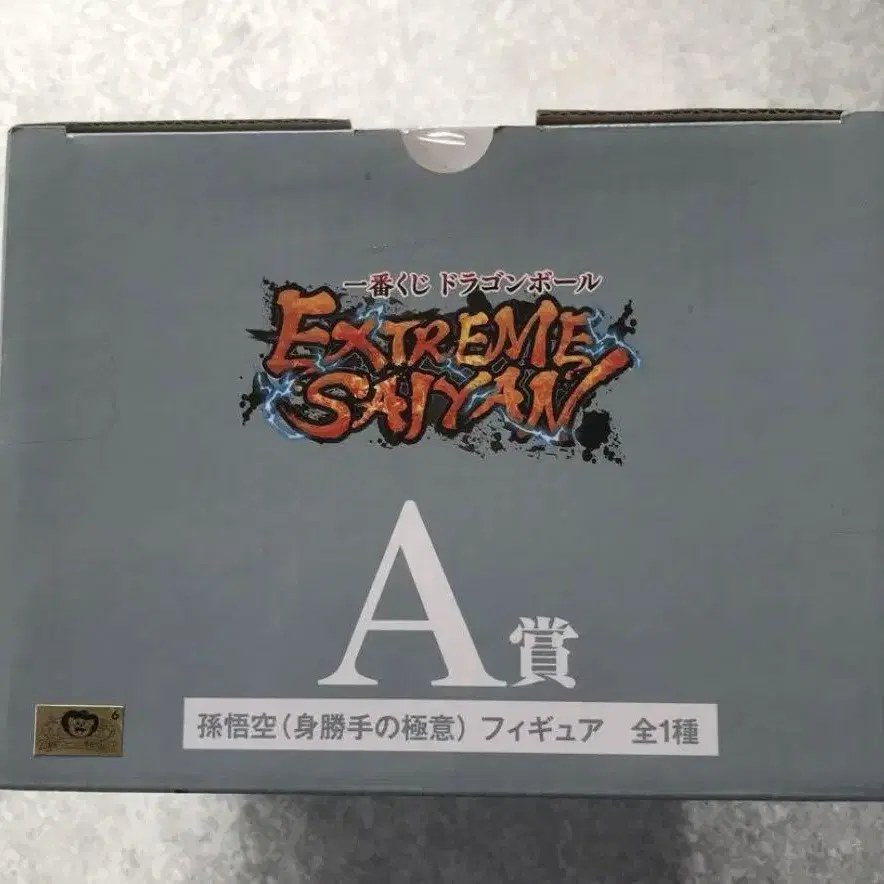 一番くじ ドラゴンボール
EXTREME
SAIYAN
A賞
6
孫悟空(身勝手の極意) フィギュア 全1種